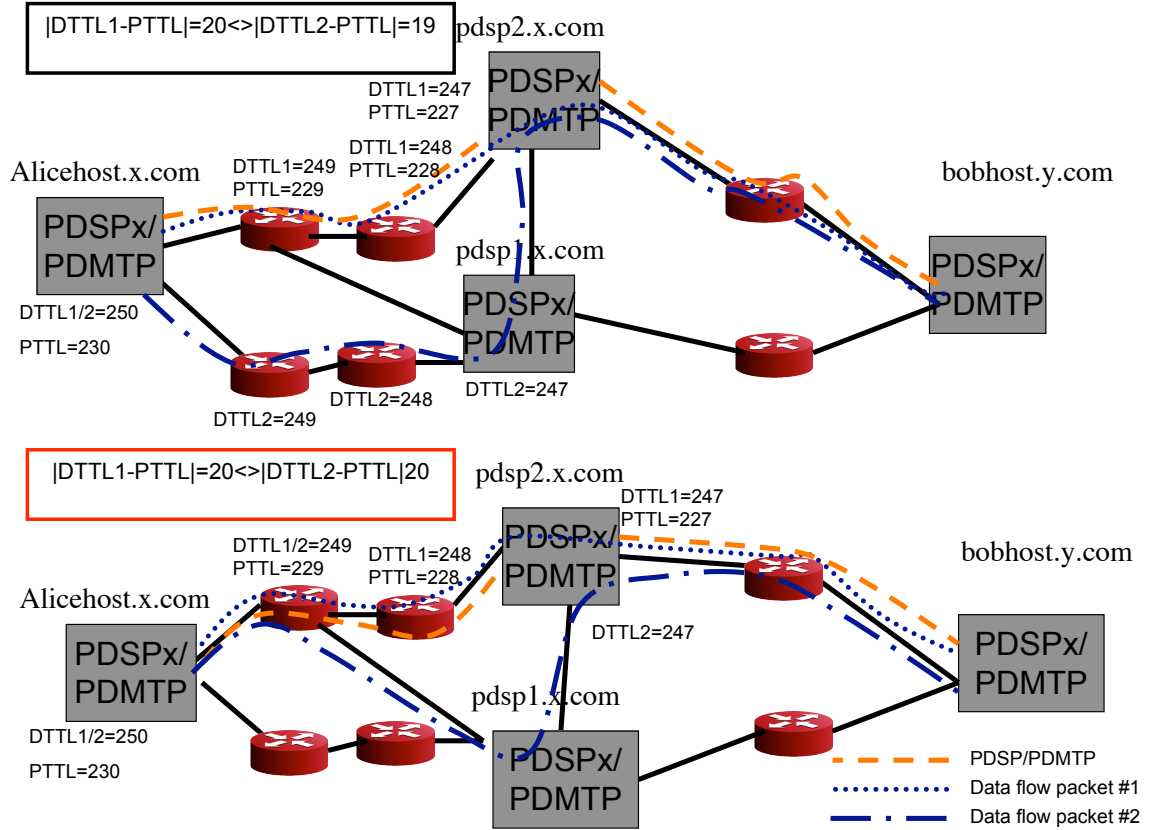 |DTTL1-PTTL|=20<>|DTTL2-PTTL|=19
pdsp2.x.com
DTTL1=247
PTTL=227
PDSPx/
PDMTP
DTTL1=248
PTTL=228
DTTL1=249
PTTL=229
Alicehost.x.com
bobhost.y.com
PDSPx/
PDMTP
pdsp1.x.com
PDSPx/
PDMTP
PDSPx/
PDMTP
DTTL1/2=250
PTTL=230
DTTL2=249
DTTL2=248
DTTL2=247
|DTTL1-PTTL|=20<>|DTTL2-PTTL|20
pdsp2.x.com
DTTL1=247
PTTL=227
PDSPx/
PDMTP
DTTL1/2=249
PTTL=229
DTTL1=248
PTTL=228
bobhost.y.com
Alicehost.x.com
DTTL2=247
PDSPx/
PDMTP
PDSPx/
PDMTP
pdsp1.x.com
DTTL1/2=250
PTTL=230
PDSPx/
PDMTP
PDSP/PDMTP
Data flow packet #1
Data flow packet #2